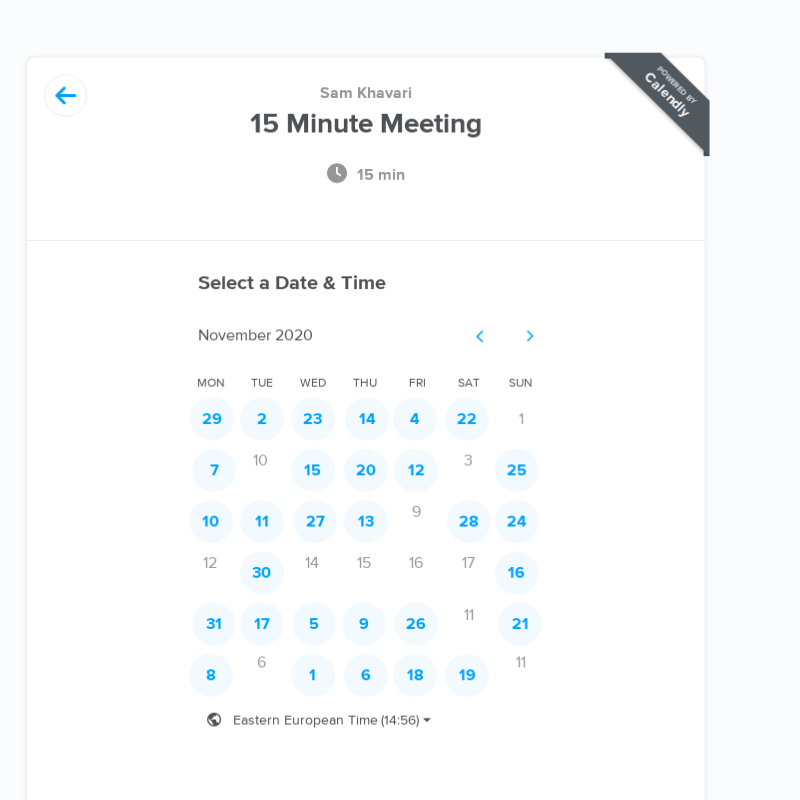 POWERED BY
Calendly
Sam Khavari
15 Minute Meeting
15 min
Select a Date & Time
November 2020
MON TUE WED THU FRI SAT SUN
29 2 23 14 4 22 1
7 10 15 20 12 3 25
10 11 27 13 9 28 24
12 30 14 15 16 17 16
31 17 5 9 26 11 21
8 6 1 6 18 19 11
Eastern European Time (14:56)